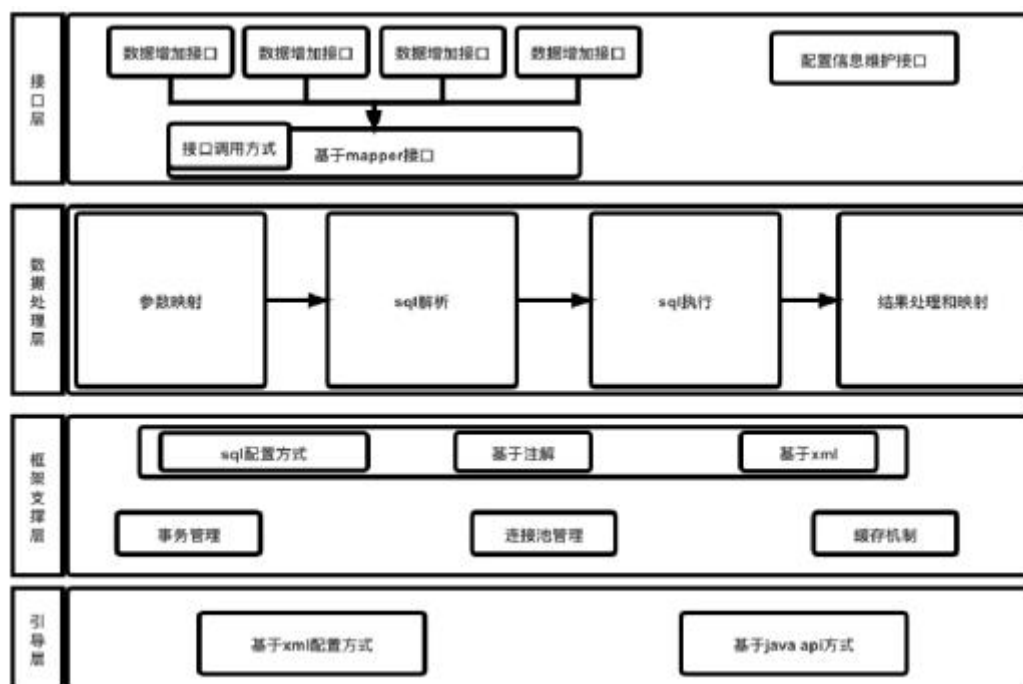 接口层
数据增加接口
数据增加接口
数据增加接口
数据增加接口
配置信息维护接口
接口调用方式
基于mapper接口
数据处理层
参数映射
sql解析
sql执行
结果处理和映射
框架支撑层
sql配置方式
基于注解
基于xml
事务管理
连接池管理
缓存机制
引导层
基于xml配置方式
基于java api方式